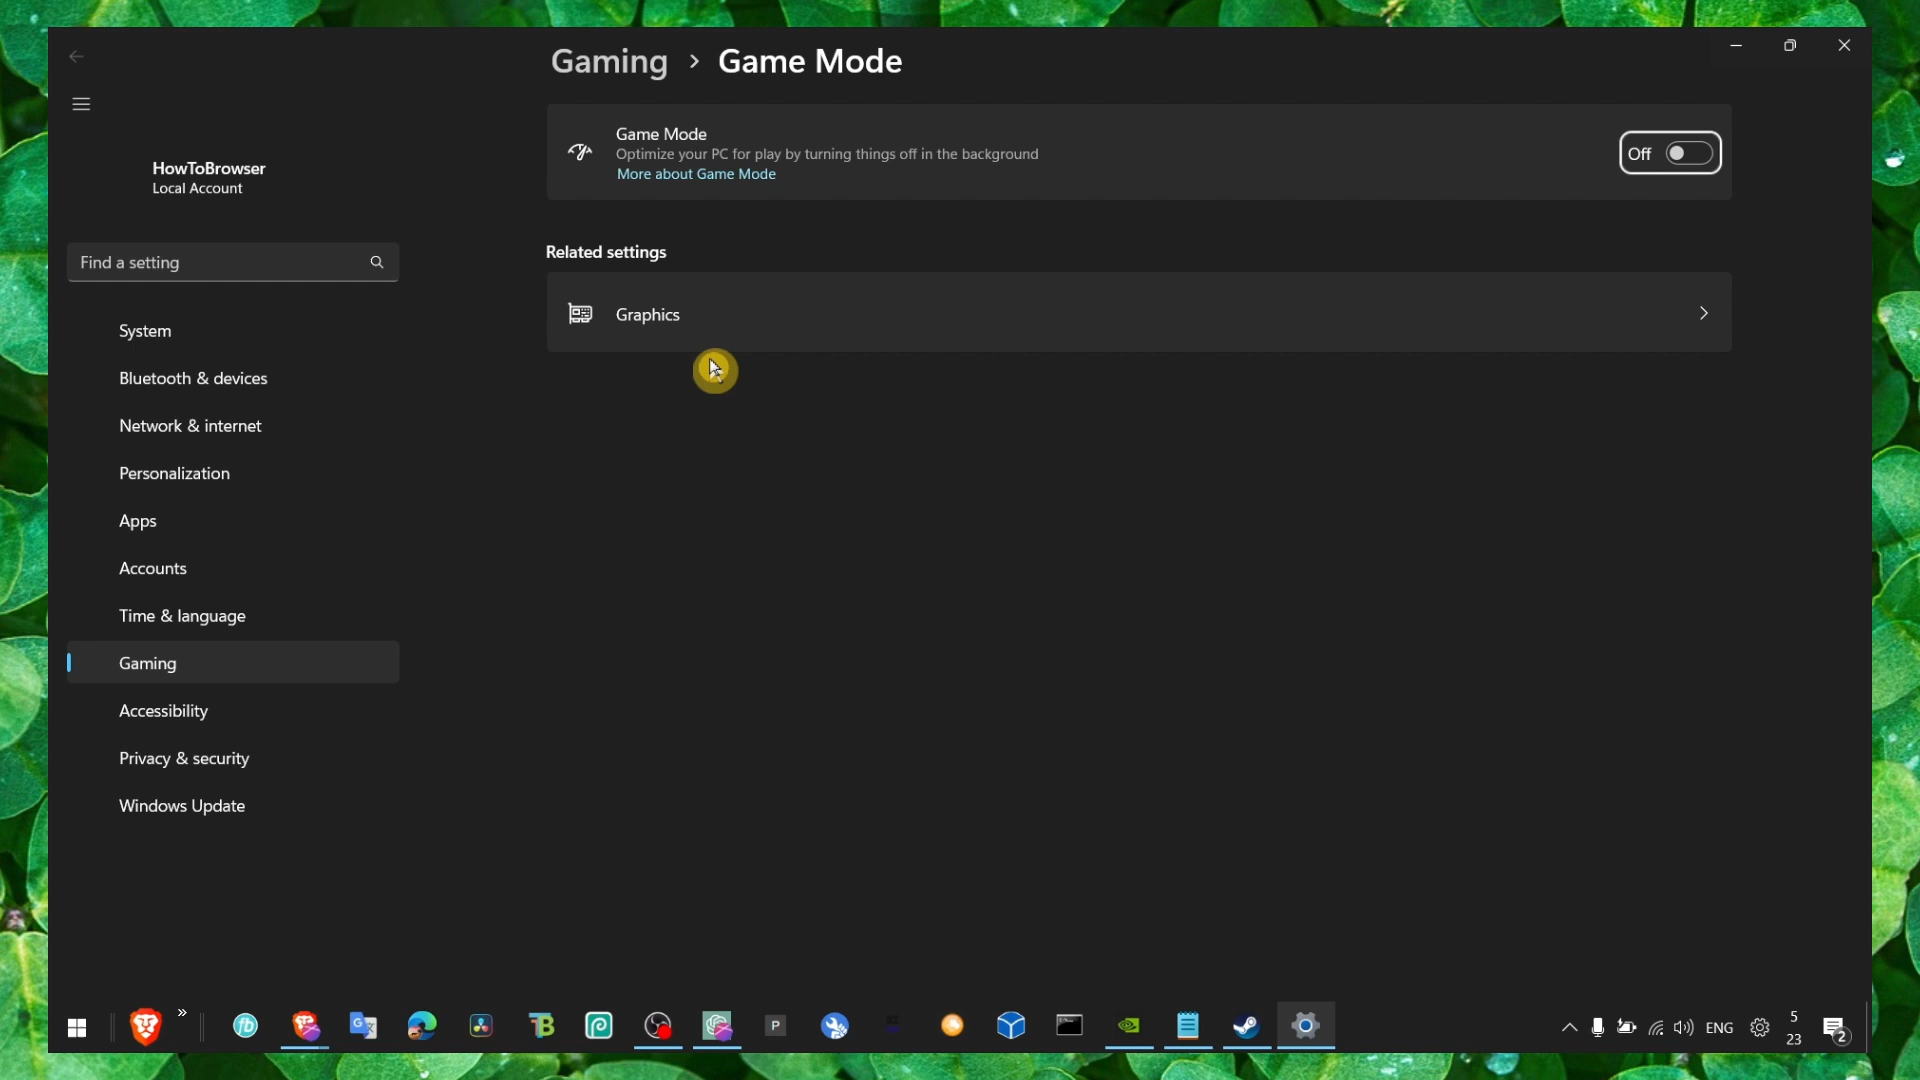 Gaming > Game Mode
Game Mode
Optimize your PC for play by turning things off in the background
More about Game Mode
Off
HowToBrowser
Local Account
Find a setting
Related settings
Graphics
System
Bluetooth & devices
Network & internet
Personalization
Apps
Accounts
Time & language
Gaming
Accessibility
Privacy & security
Windows Update
ENG
5
23
2